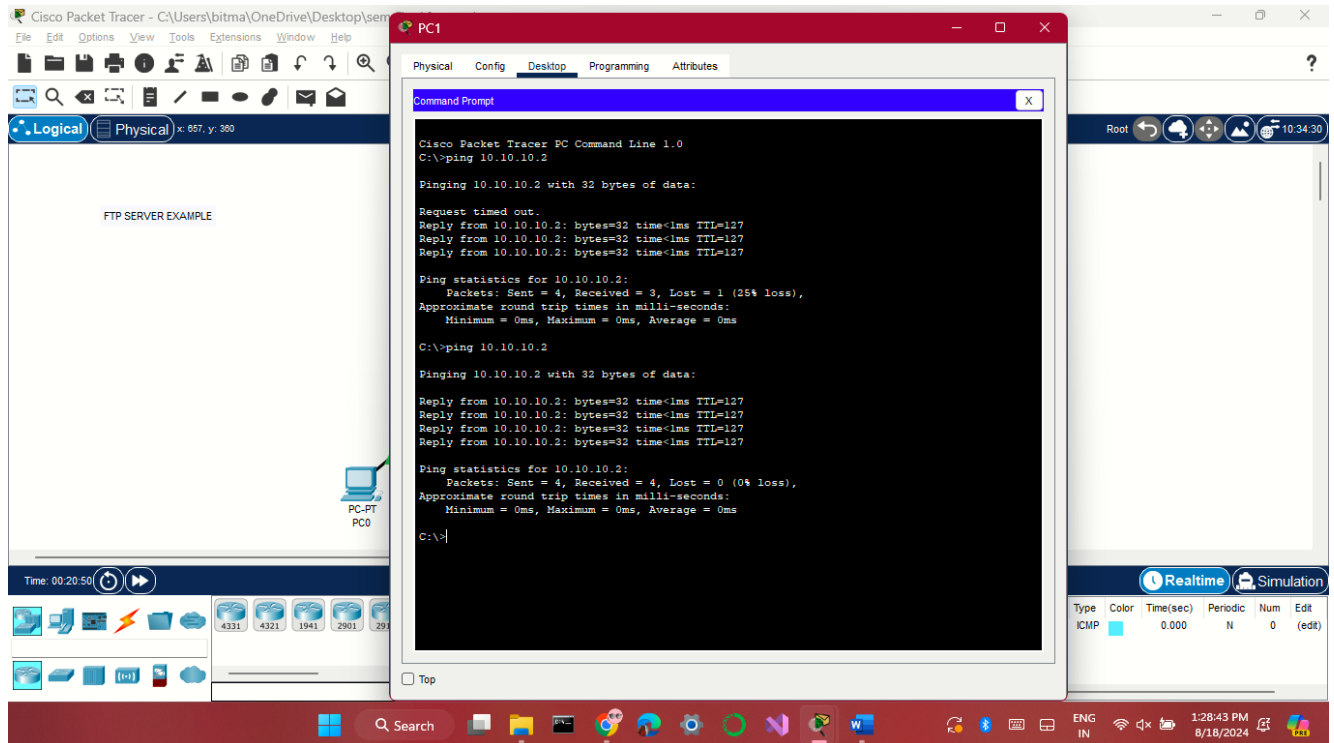 Cisco Packet Tracer - C:\Users\bitma\OneDrive\Desktop\sem
File Edit Options View Tools Extensions Window Help
?
Logical Physical x: 657, y: 380
Root 10:34:30
FTP SERVER EXAMPLE
PC-PT
PC0
PC1
Physical Config Desktop Programming Attributes
Command Prompt X
Cisco Packet Tracer PC Command Line 1.0
C:\>ping 10.10.10.2
Pinging 10.10.10.2 with 32 bytes of data:
Request timed out.
Reply from 10.10.10.2: bytes=32 time<1ms TTL=127
Reply from 10.10.10.2: bytes=32 time<1ms TTL=127
Reply from 10.10.10.2: bytes=32 time<1ms TTL=127
Ping statistics for 10.10.10.2:
Packets: Sent = 4, Received = 3, Lost = 1 (25% loss),
Approximate round trip times in milli-seconds:
Minimum = 0ms, Maximum = 0ms, Average = 0ms
C:\>ping 10.10.10.2
Pinging 10.10.10.2 with 32 bytes of data:
Reply from 10.10.10.2: bytes=32 time<1ms TTL=127
Reply from 10.10.10.2: bytes=32 time<1ms TTL=127
Reply from 10.10.10.2: bytes=32 time<1ms TTL=127
Reply from 10.10.10.2: bytes=32 time<1ms TTL=127
Ping statistics for 10.10.10.2:
Packets: Sent = 4, Received = 4, Lost = 0 (0% loss),
Approximate round trip times in milli-seconds:
Minimum = 0ms, Maximum = 0ms, Average = 0ms
C:\>
Top
Time: 00:20:50
Realtime Simulation
4331 4321 1941 2901 291
Type Color Time(sec) Periodic Num Edit
ICMP 0.000 N 0 (edit)
Search
ENG
IN
1:28:43 PM
8/18/2024
PRE